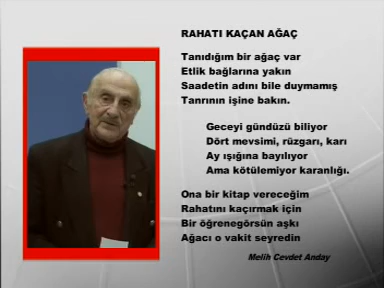 RAHATI KAÇAN AĞAÇ
Tanıdığım bir ağaç var
Etlik bağlarına yakın
Saadetin adını bile duymamış
Tanrının işine bakın.
Geceyi gündüzü biliyor
Dört mevsimi, rüzgarı, karı
Ay ışığına bayılıyor
Ama kötülemiyor karanlığı.
Ona bir kitap vereceğim
Rahatını kaçırmak için
Bir öğrenegörsün aşkı
Ağacı o vakit seyredin
Melih Cevdet Anday